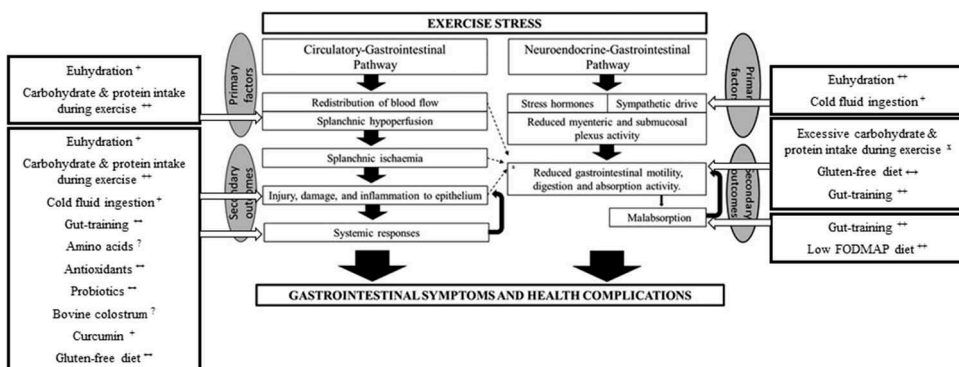 EXERCISE STRESS
Circulatory-Gastrointestinal
Pathway
Neuroendocrine-Gastrointestinal
Pathway
Primary
factors
Primary
factors
Redistribution of blood flow
Splanchnic hypoperfusion
Stress hormones
Sympathetic drive
Reduced myenteric and submucosal
plexus activity
Splanchnic ischaemia
Injury, damage, and inflammation to epithelium
Systemic responses
Secondary
outcomes
a
Reduced gastrointestinal motility,
digestion and absorption activity.
Malabsorption
Secondary
outcomes
GASTROINTESTINAL SYMPTOMS AND HEALTH COMPLICATIONS
Euhydration +
Carbohydrate & protein intake
during exercise ++
Euhydration +
Carbohydrate & protein intake
during exercise ++
Cold fluid ingestion +
Gut-training ↔
Amino acids ?
Antioxidants ↔
Probiotics ↔
Bovine colostrum ?
Curcumin +
Gluten-free diet ↔
Euhydration ++
Cold fluid ingestion +
Excessive carbohydrate &
protein intake during exercise x
Gluten-free diet ↔
Gut-training ++
Gut-training ++
Low FODMAP diet ++